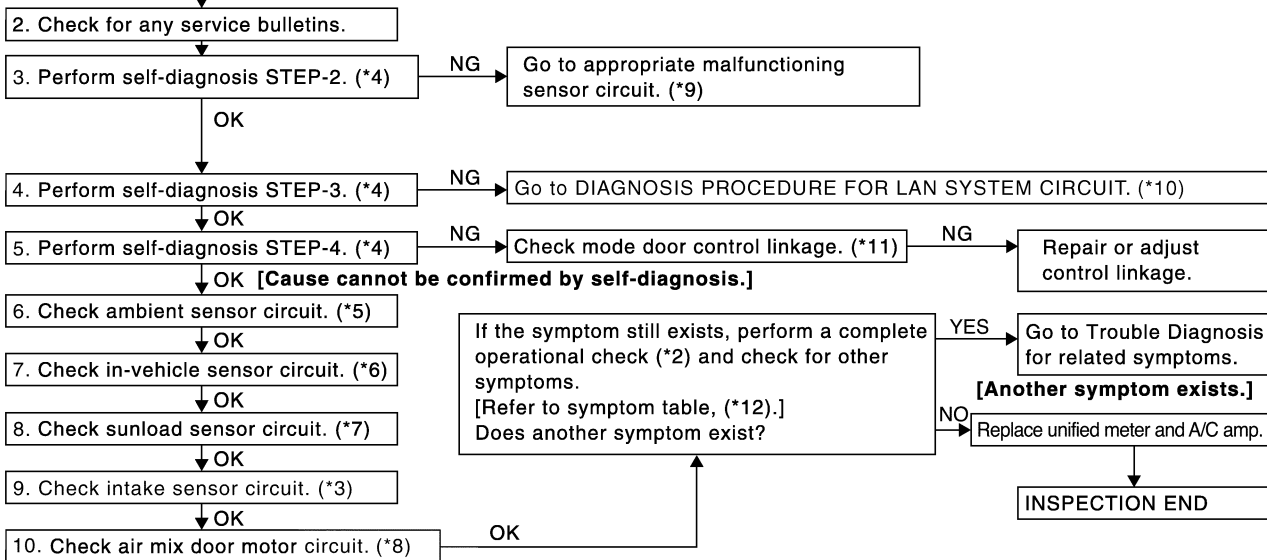 2. Check for any service bulletins.
3. Perform self-diagnosis STEP-2. (*4)
NG
Go to appropriate malfunctioning
sensor circuit. (*9)
OK
4. Perform self-diagnosis STEP-3. (*4)
NG
Go to DIAGNOSIS PROCEDURE FOR LAN SYSTEM CIRCUIT. (*10)
OK
5. Perform self-diagnosis STEP-4. (*4)
NG
Check mode door control linkage. (*11)
NG
Repair or adjust
control linkage.
OK
[Cause cannot be confirmed by self-diagnosis.]
6. Check ambient sensor circuit. (*5)
OK
7. Check in-vehicle sensor circuit. (*6)
OK
8. Check sunload sensor circuit. (*7)
OK
9. Check intake sensor circuit. (*3)
OK
10. Check air mix door motor circuit. (*8)
OK
If the symptom still exists, perform a complete
operational check (*2) and check for other
symptoms.
[Refer to symptom table, (*12).]
Does another symptom exist?
YES
Go to Trouble Diagnosis
for related symptoms.
[Another symptom exists.]
NO
Replace unified meter and A/C amp.
INSPECTION END